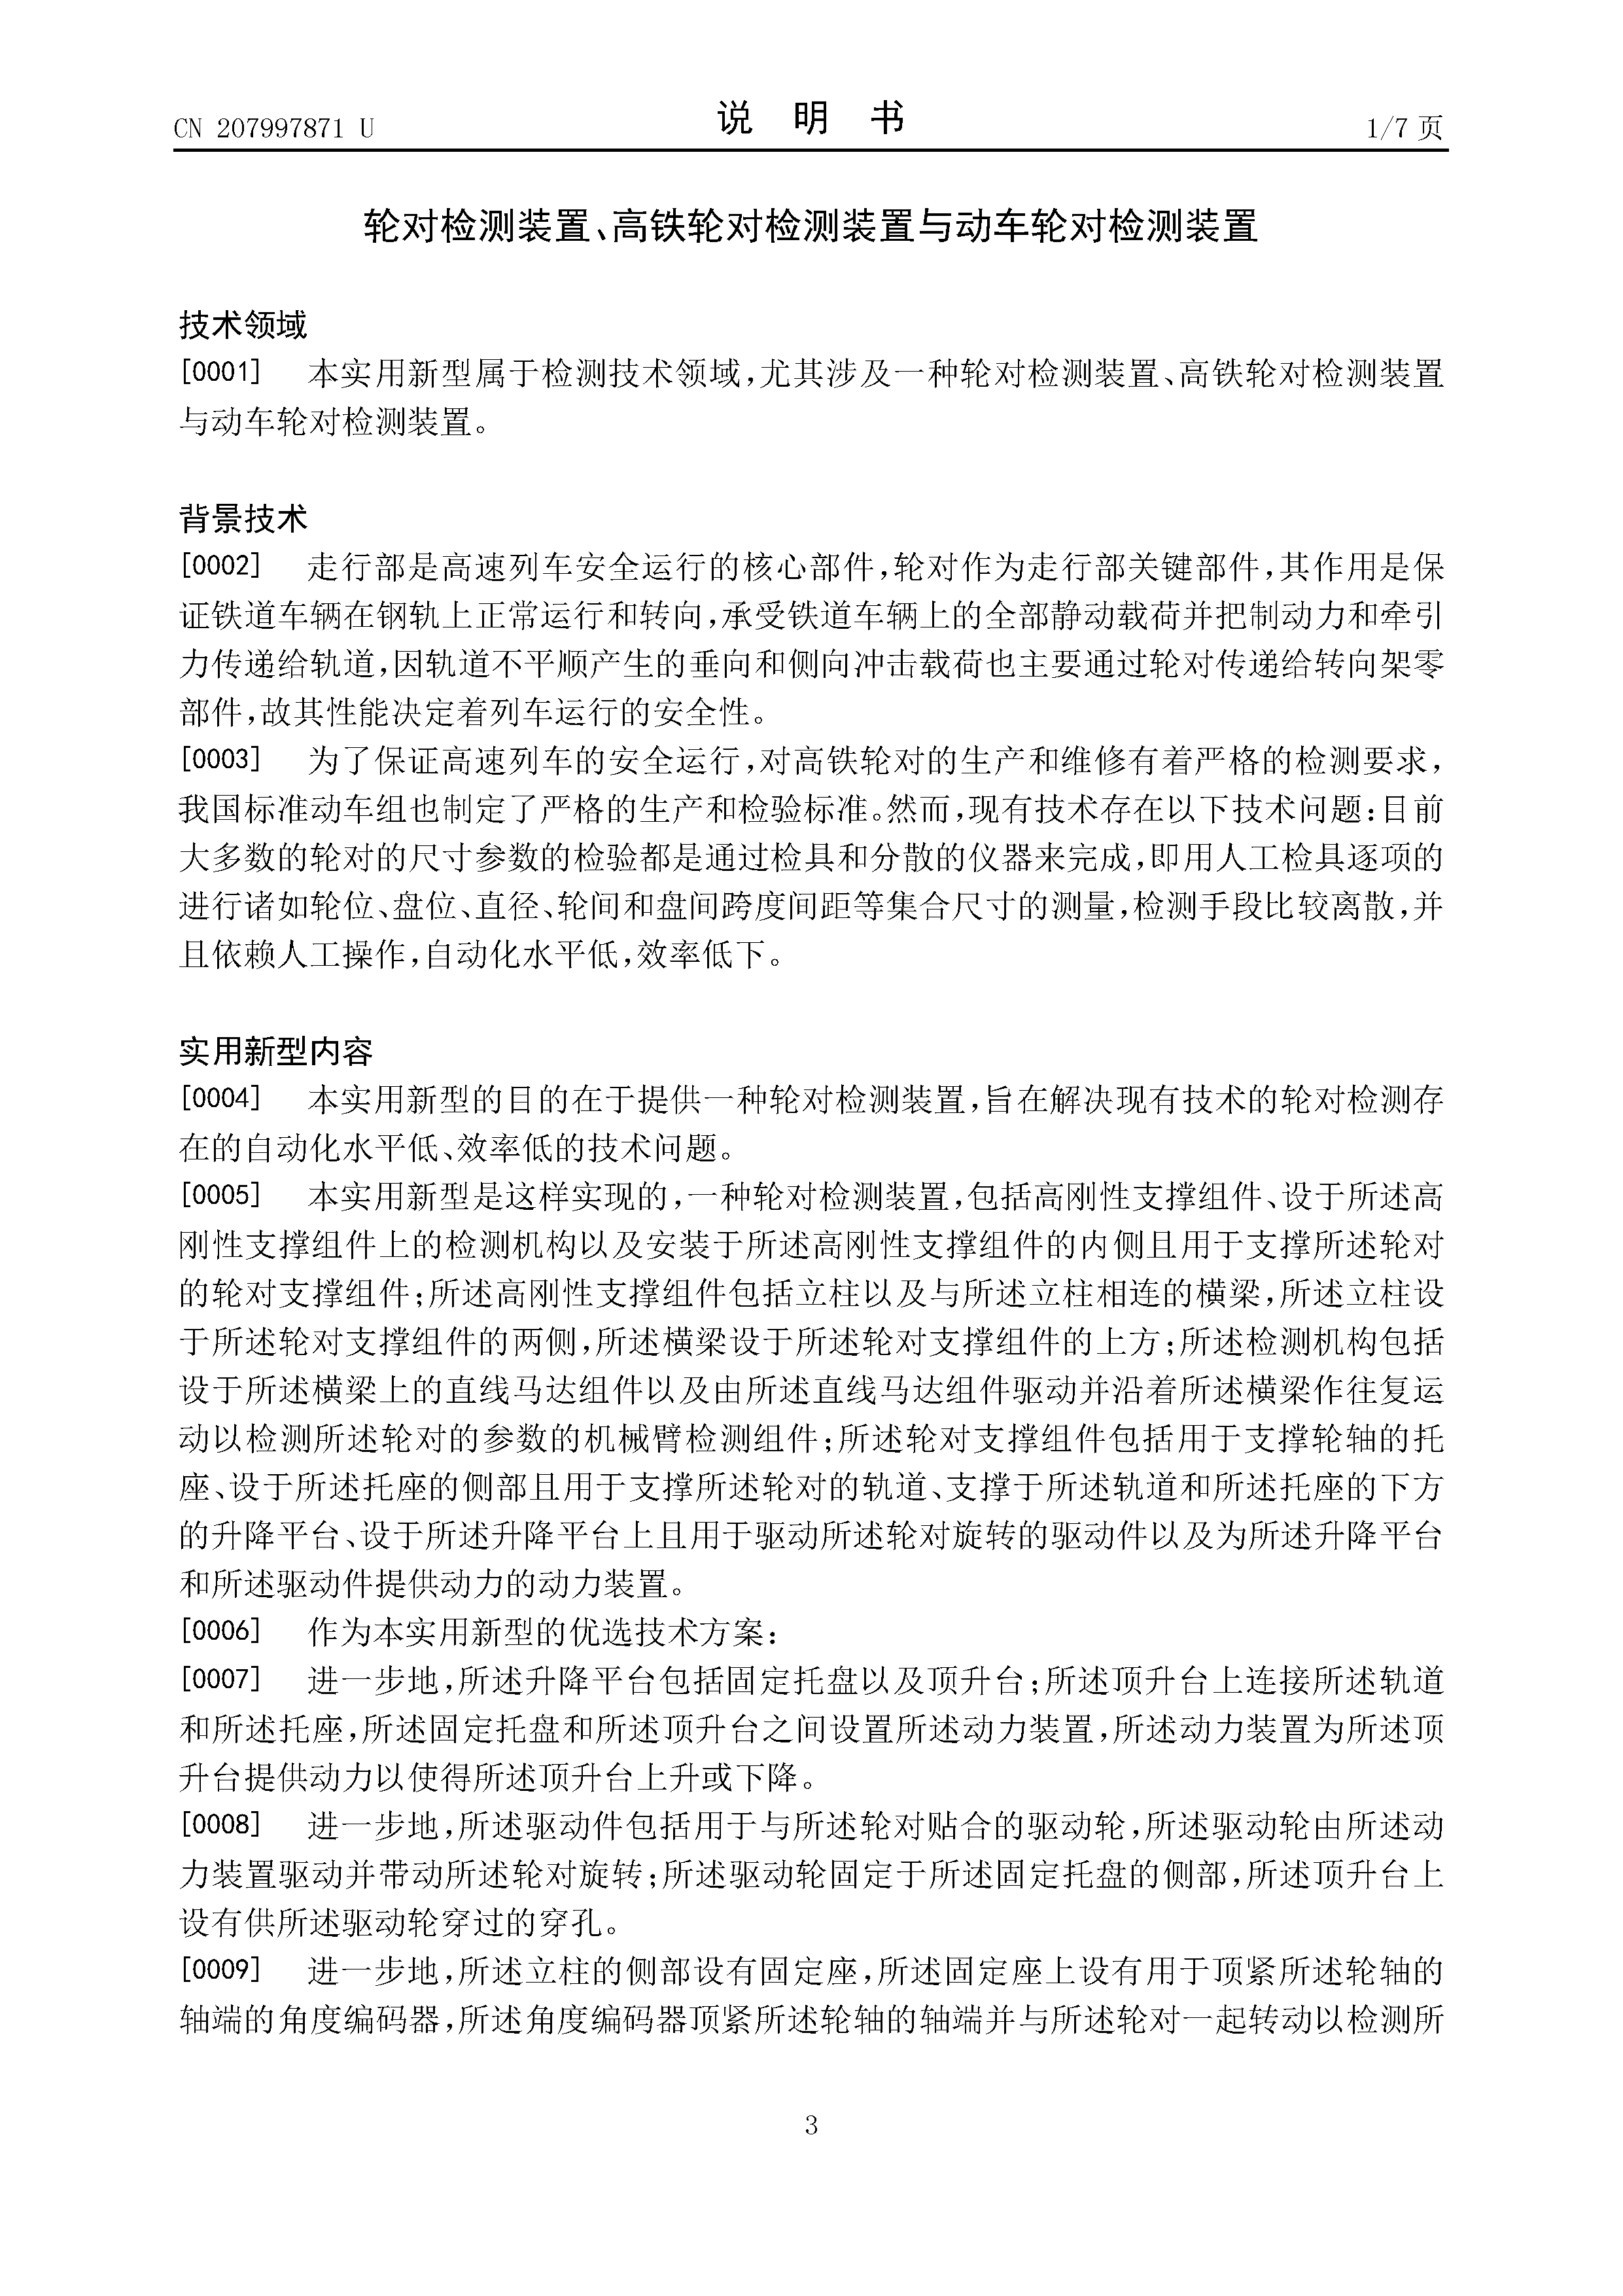 CN 207997871 U
说 明 书
1/7 页
轮对检测装置、高铁轮对检测装置与动车轮对检测装置
技术领域
[0001] 本实用新型属于检测技术领域,尤其涉及一种轮对检测装置、高铁轮对检测装置
与动车轮对检测装置。
背景技术
[0002] 走行部是高速列车安全运行的核心部件,轮对作为走行部关键部件,其作用是保
证铁道车辆在钢轨上正常运行和转向,承受铁道车辆上的全部静动载荷并把制动力和牵引
力传递给轨道,因轨道不平顺产生的垂向和侧向冲击载荷也主要通过轮对传递给转向架零
部件,故其性能决定着列车运行的安全性。
[0003] 为了保证高速列车的安全运行,对高铁轮对的生产和维修有着严格的检测要求,
我国标准动车组也制定了严格的生产和检验标准。然而,现有技术存在以下技术问题:目前
大多数的轮对的尺寸参数的检验都是通过检具和分散的仪器来完成,即用人工检具逐项的
进行诸如轮位、盘位、直径、轮间和盘间跨度间距等集合尺寸的测量,检测手段比较离散,并
且依赖人工操作,自动化水平低,效率低下。
实用新型内容
[0004] 本实用新型的目的在于提供一种轮对检测装置,旨在解决现有技术的轮对检测存
在的自动化水平低、效率低的技术问题。
[0005] 本实用新型是这样实现的,一种轮对检测装置,包括高刚性支撑组件、设于所述高
刚性支撑组件上的检测机构以及安装于所述高刚性支撑组件的内侧且用于支撑所述轮对
的轮对支撑组件;所述高刚性支撑组件包括立柱以及与所述立柱相连的横梁,所述立柱设
于所述轮对支撑组件的两侧,所述横梁设于所述轮对支撑组件的上方;所述检测机构包括
设于所述横梁上的直线马达组件以及由所述直线马达组件驱动并沿着所述横梁作往复运
动以检测所述轮对的参数的机械臂检测组件;所述轮对支撑组件包括用于支撑轮轴的托
座、设于所述托座的侧部且用于支撑所述轮对的轨道、支撑于所述轨道和所述托座的下方
的升降平台、设于所述升降平台上且用于驱动所述轮对旋转的驱动件以及为所述升降平台
和所述驱动件提供动力的动力装置。
[0006] 作为本实用新型的优选技术方案:
[0007] 进一步地,所述升降平台包括固定托盘以及顶升台;所述顶升台上连接所述轨道
和所述托座,所述固定托盘和所述顶升台之间设置所述动力装置,所述动力装置为所述顶
升台提供动力以使得所述顶升台上升或下降。
[0008] 进一步地,所述驱动件包括用于与所述轮对贴合的驱动轮,所述驱动轮由所述动
力装置驱动并带动所述轮对旋转;所述驱动轮固定于所述固定托盘的侧部,所述顶升台上
设有供所述驱动轮穿过的穿孔。
[0009] 进一步地,所述立柱的侧部设有固定座,所述固定座上设有用于顶紧所述轮轴的
轴端的角度编码器,所述角度编码器顶紧所述轮轴的轴端并与所述轮对一起转动以检测所
3